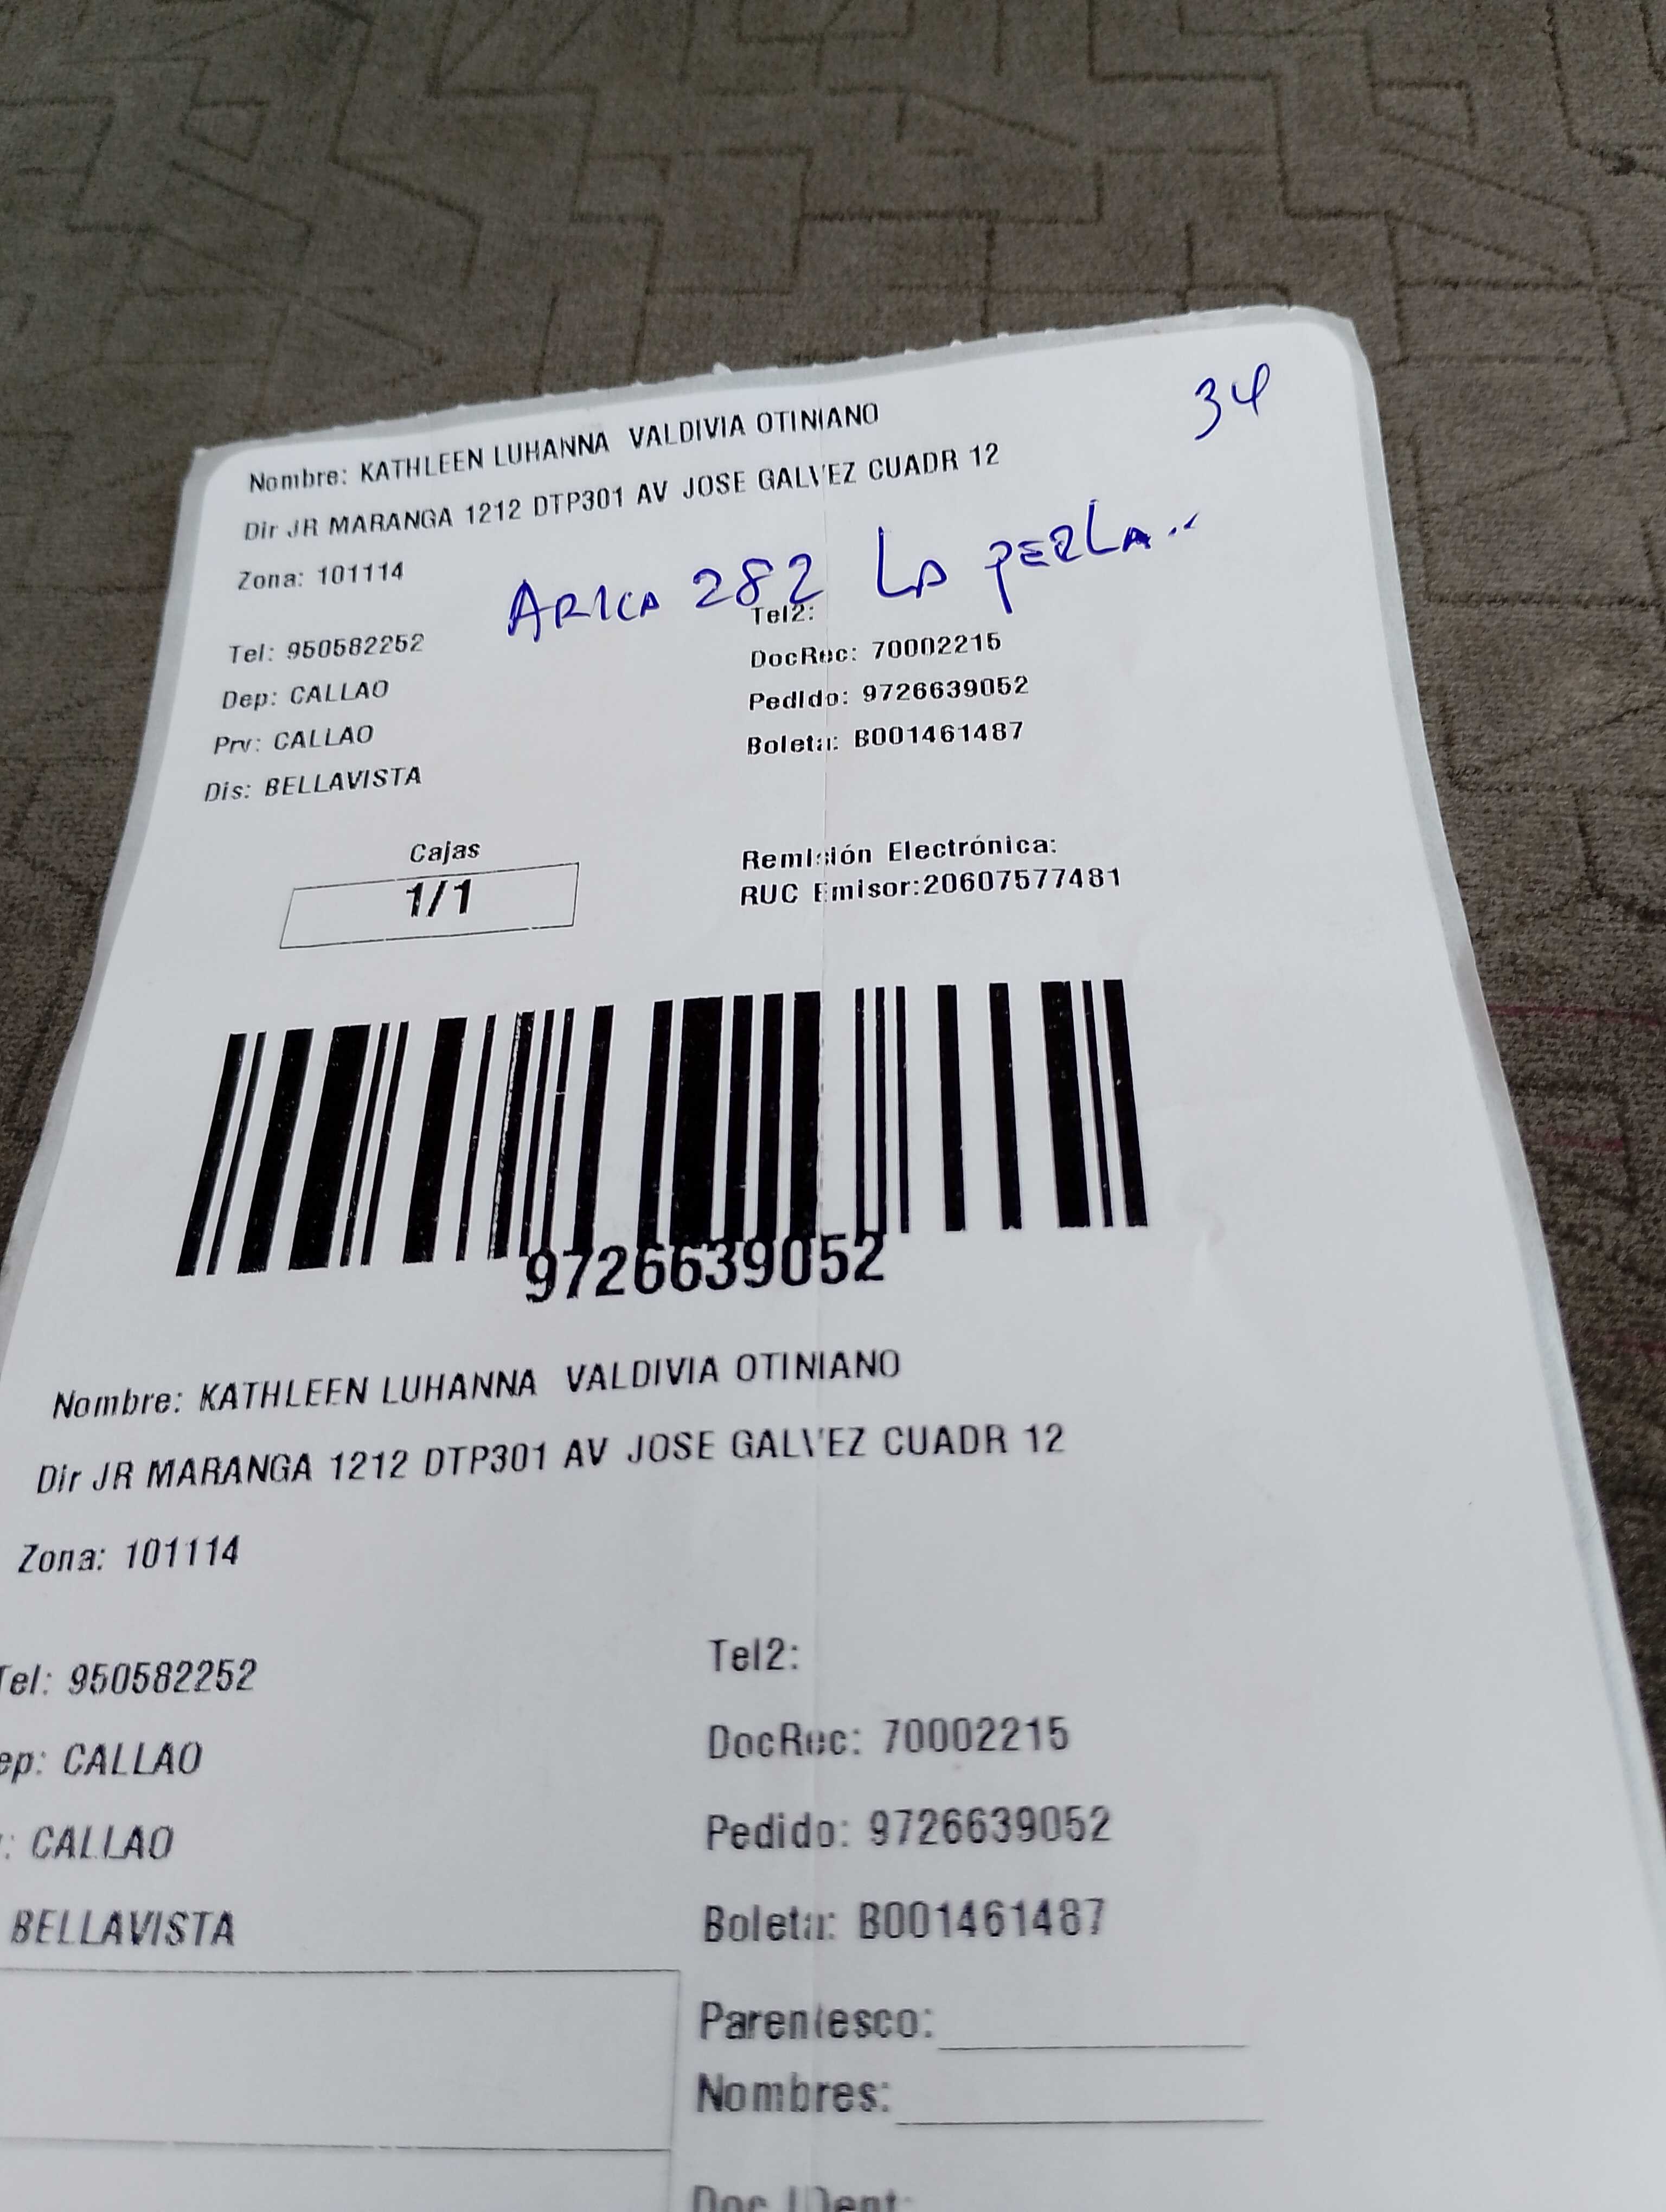 34
Nombre: KATHLEEN LUHANNA VALDIVIA OTINIANO
Dir JR MARANGA 1212 DTP301 AV JOSE GALVEZ CUADR 12
Zona: 101114
ARICA 282 LA PERLA..
Tel2:
Tel: 950582252
DocRec: 70002215
Dep: CALLAO
Pedido: 9726639052
Prv: CALLAO
Boleta: B001461487
Dis: BELLAVISTA
Cajas
1/1
Remisión Electrónica:
RUC Emisor:20607577481
9726639052
Nombre: KATHLEEN LUHANNA VALDIVIA OTINIANO
Dir JR MARANGA 1212 DTP301 AV JOSE GALVEZ CUADR 12
Zona: 101114
Tel2:
Tel: 950582252
DocRec: 70002215
ep: CALLAO
Pedido: 9726639052
: CALLAO
Boleta: B001461487
BELLAVISTA
Parentesco:
Nombres: